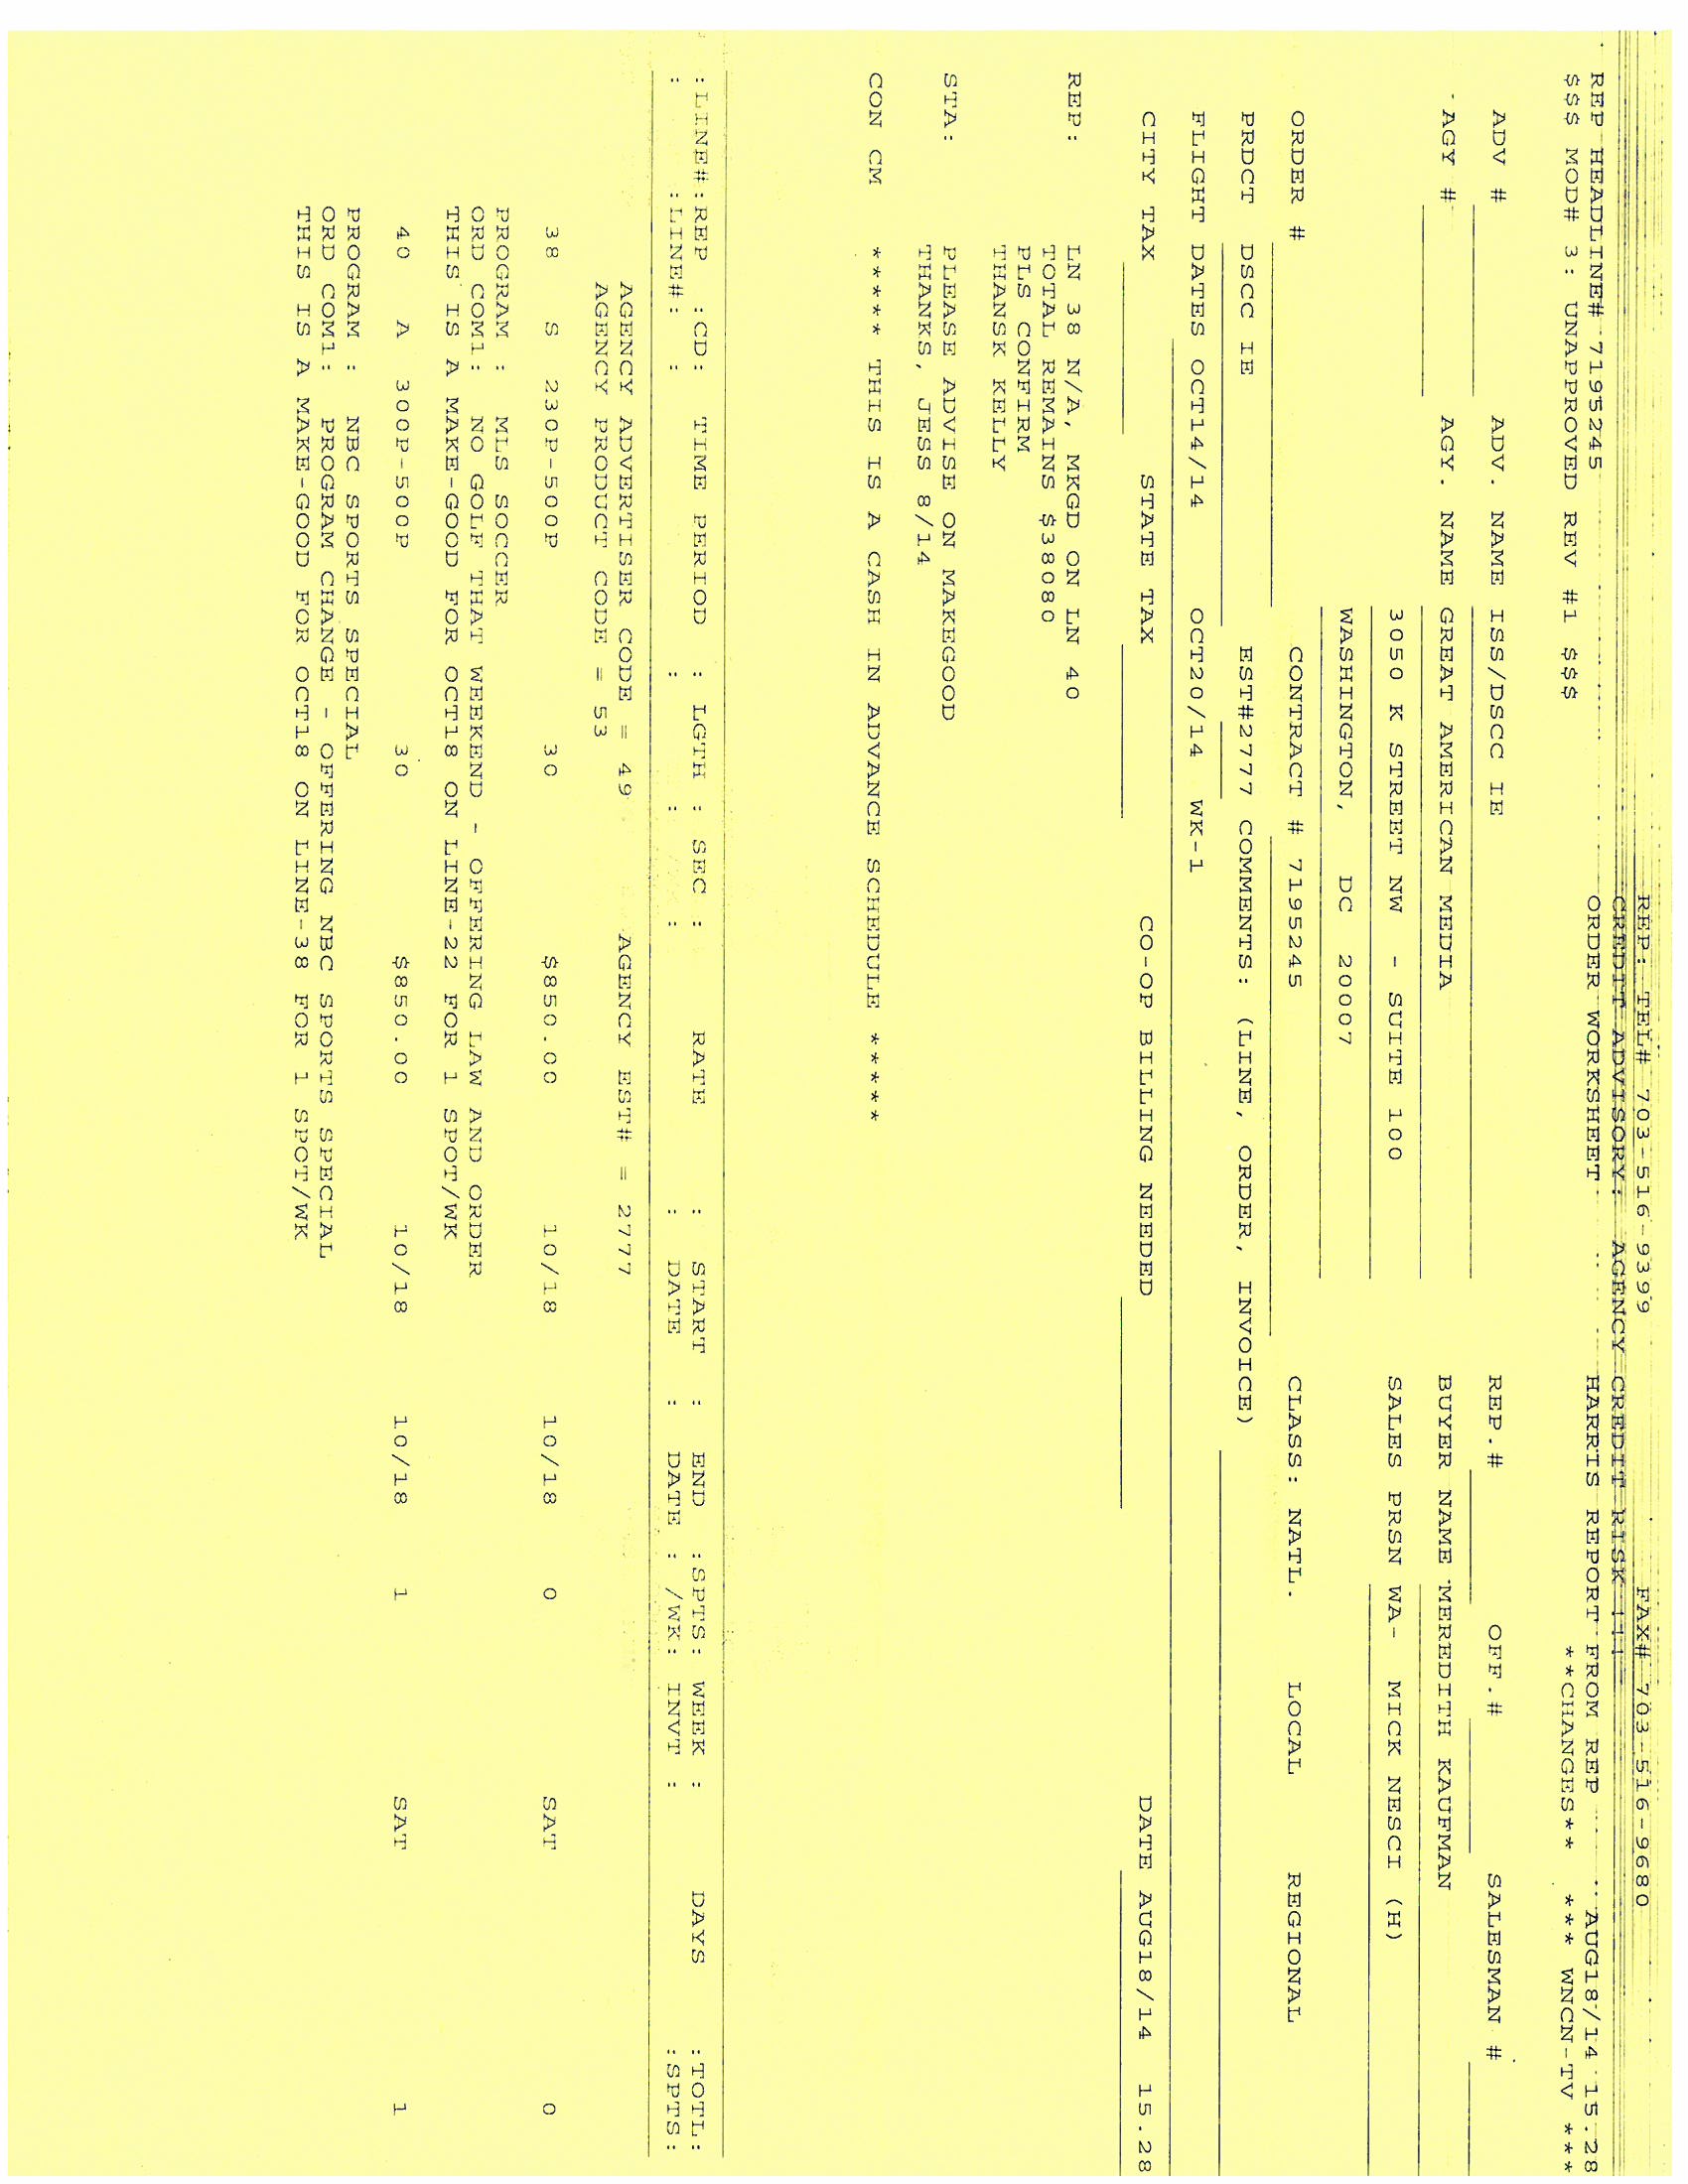 REP: TEL# 703-516-9399 FAX# 703-516-9680
CREDIT ADVISORY: AGENCY CREDIT RISK !!!
REP HEADLINE# 7195245 ORDER WORKSHEET HARRIS REPORT FROM REP AUG18/14 15.28
$$$ MOD# 3: UNAPPROVED REV #1 $$$ **CHANGES** *** WNCN-TV ***
ADV # ADV. NAME ISS/DSCC IE REP.# OFF.# SALESMAN #
AGY # AGY. NAME GREAT AMERICAN MEDIA BUYER NAME MEREDITH KAUFMAN
3050 K STREET NW - SUITE 100 SALES PRSN WA- MICK NESCI (H)
WASHINGTON, DC 20007
ORDER # CONTRACT # 7195245 CLASS: NATL. LOCAL REGIONAL
PRDCT DSCC IE EST#2777 COMMENTS: (LINE, ORDER, INVOICE)
FLIGHT DATES OCT14/14 OCT20/14 WK-1
CITY TAX STATE TAX CO-OP BILLING NEEDED DATE AUG18/14 15.28
REP: LN 38 N/A, MKGD ON LN 40
TOTAL REMAINS $38080
PLS CONFIRM
THANSK KELLY
STA: PLEASE ADVISE ON MAKEGOOD
THANKS, JESS 8/14
CON CM ***** THIS IS A CASH IN ADVANCE SCHEDULE *****
:LINE#:REP :CD: TIME PERIOD : LGTH : SEC : RATE : START : END :SPTS: WEEK : DAYS :TOTL:
: :LINE#: : : : : : DATE : DATE : /WK: INVT : :SPTS:
AGENCY ADVERTISER CODE = 49 AGENCY EST# = 2777
AGENCY PRODUCT CODE = 53
38 S 230P-500P 30 $850.00 10/18 10/18 0 SAT 0
PROGRAM : MLS SOCCER
ORD COM1: NO GOLF THAT WEEKEND - OFFERING LAW AND ORDER
THIS IS A MAKE-GOOD FOR OCT18 ON LINE-22 FOR 1 SPOT/WK
40 A 300P-500P 30 $850.00 10/18 10/18 1 SAT 1
PROGRAM : NBC SPORTS SPECIAL
ORD COM1: PROGRAM CHANGE - OFFERING NBC SPORTS SPECIAL
THIS IS A MAKE-GOOD FOR OCT18 ON LINE-38 FOR 1 SPOT/WK